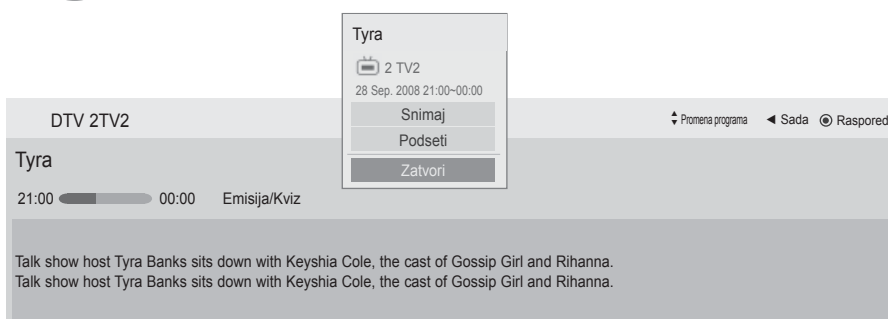 Tyra
2 TV2
28 Sep. 2008 21:00~00:00
Snimaj
Podseti
Zatvori
DTV 2TV2
Promena programa ◄ Sada ◉ Raspored
Tyra
21:00 00:00 Emisija/Kviz
Talk show host Tyra Banks sits down with Keyshia Cole, the cast of Gossip Girl and Rihanna.
Talk show host Tyra Banks sits down with Keyshia Cole, the cast of Gossip Girl and Rihanna.